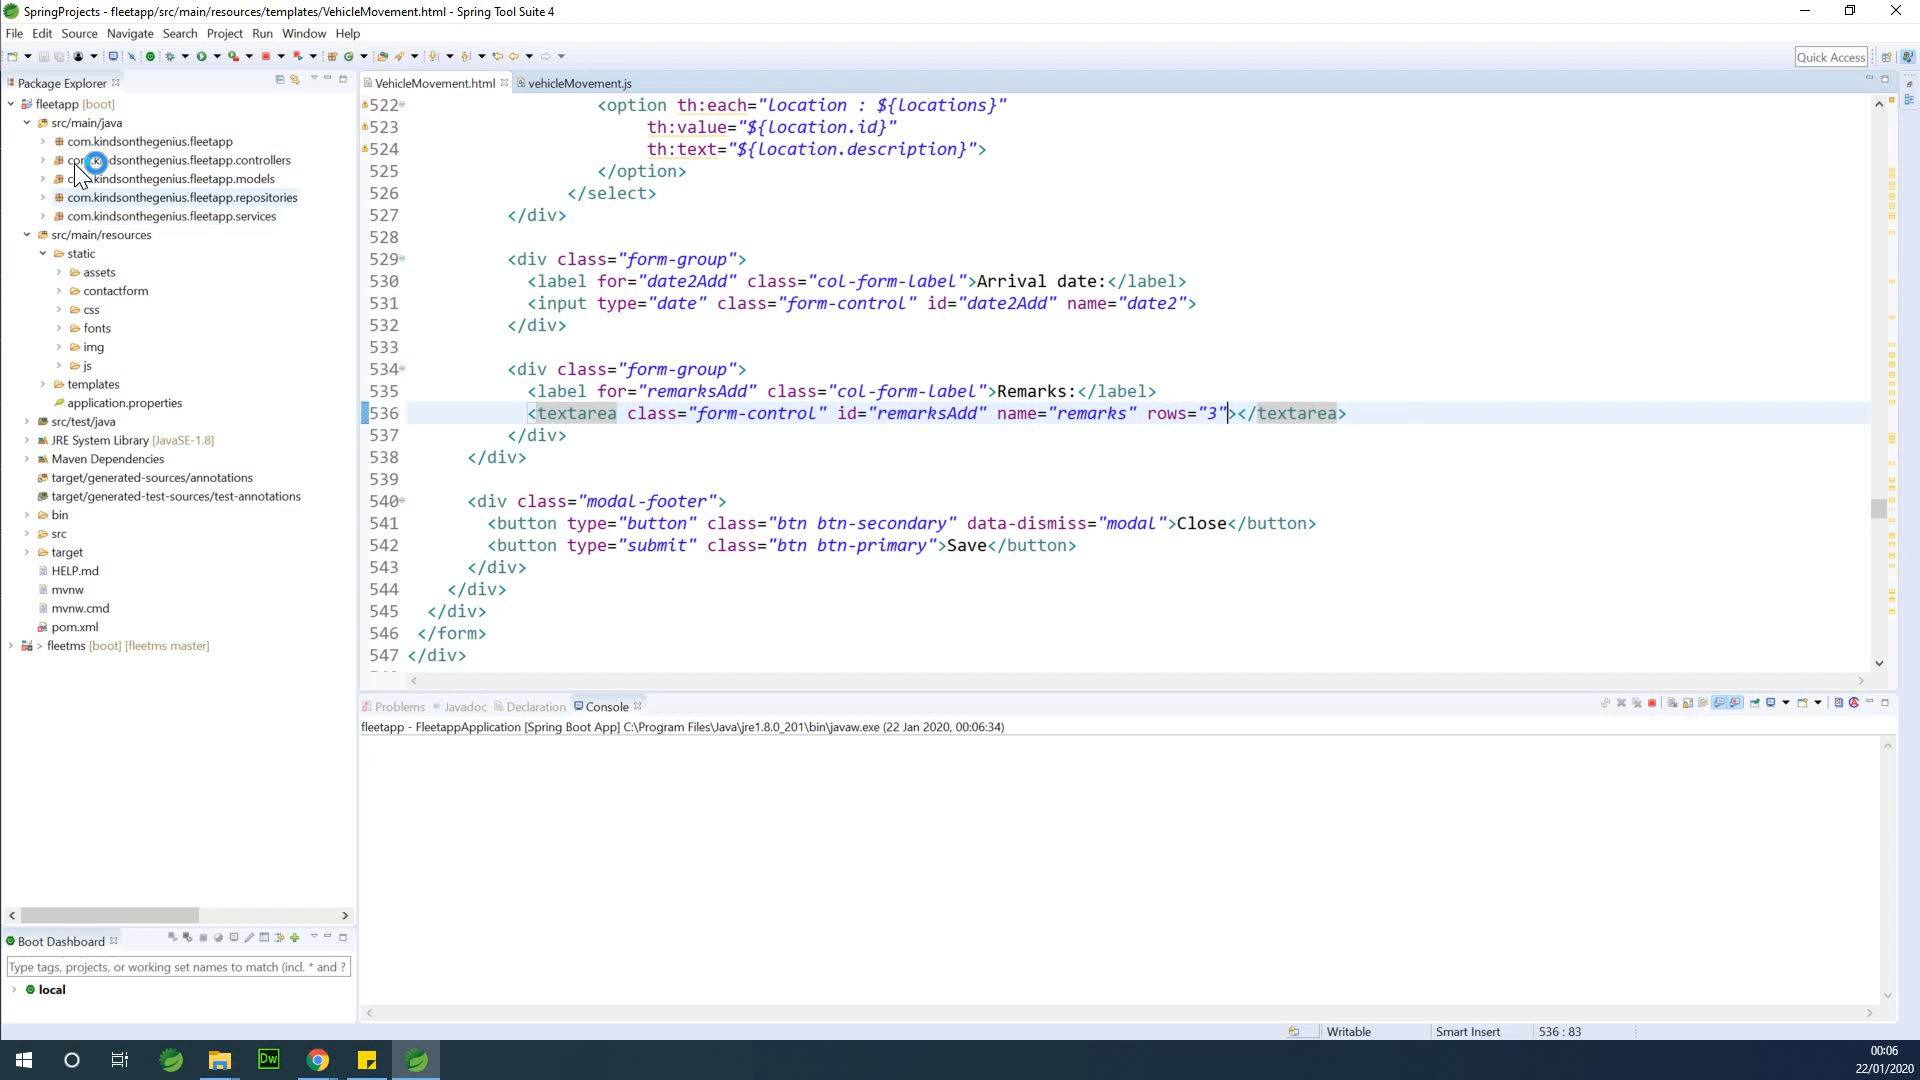 SpringProjects - fleetapp/src/main/resources/templates/VehicleMovement.html - Spring Tool Suite 4
File Edit Source Navigate Search Project Run Window Help
Quick Access
Package Explorer
fleetapp [boot]
src/main/java
com.kindsonthegenius.fleetapp
kindsonthegenius.fleetapp.controllers
kindsonthegenius.fleetapp.models
com.kindsonthegenius.fleetapp.repositories
com.kindsonthegenius.fleetapp.services
src/main/resources
static
assets
contactform
css
fonts
img
js
templates
application.properties
src/test/java
JRE System Library [JavaSE-1.8]
Maven Dependencies
target/generated-sources/annotations
target/generated-test-sources/test-annotations
bin
src
target
HELP.md
mvnw
mvnw.cmd
pom.xml
> fleetms [boot] [fleetms master]
Boot Dashboard
Type tags, projects, or working set names to match (incl. * and ?
local
VehicleMovement.html vehicleMovement.js
522 <option th:each="location : ${locations}"
523 th:value="${location.id}"
524 th:text="${location.description}">
525 </option>
526 </select>
527 </div>
528
529 <div class="form-group">
530 <label for="date2Add" class="col-form-label">Arrival date:</label>
531 <input type="date" class="form-control" id="date2Add" name="date2">
532 </div>
533
534 <div class="form-group">
535 <label for="remarksAdd" class="col-form-label">Remarks:</label>
536 <textarea class="form-control" id="remarksAdd" name="remarks" rows="3"></textarea>
537 </div>
538 </div>
539
540 <div class="modal-footer">
541 <button type="button" class="btn btn-secondary" data-dismiss="modal">Close</button>
542 <button type="submit" class="btn btn-primary">Save</button>
543 </div>
544 </div>
545 </div>
546 </form>
547 </div>
Problems Javadoc Declaration Console
fleetapp - FleetappApplication [Spring Boot App] C:\Program Files\Java\jre1.8.0_201\bin\javaw.exe (22 Jan 2020, 00:06:34)
Writable Smart Insert 536 : 83
Dw
00:06
22/01/2020